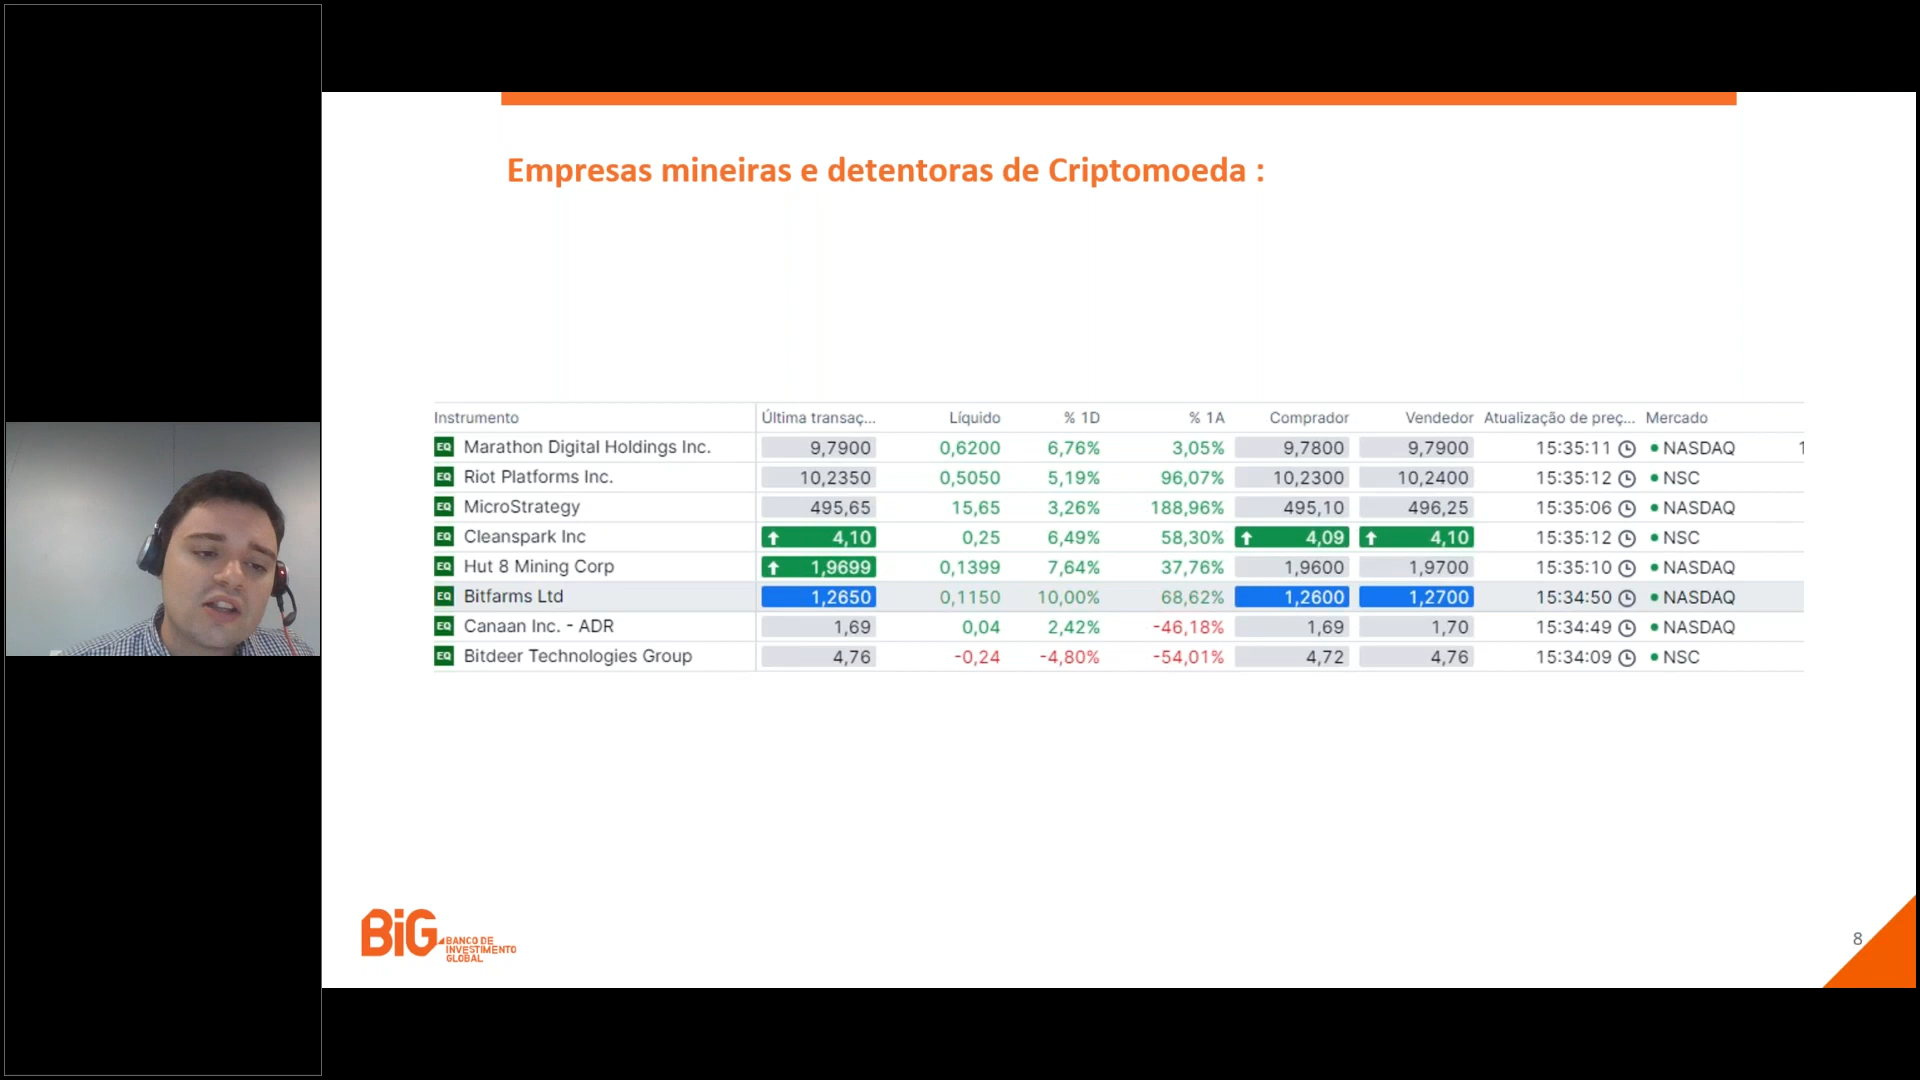 Empresas mineiras e detentoras de Criptomoeda :
Instrumento Última transaç... Líquido % 1D % 1A Comprador Vendedor Atualização de preç... Mercado
EQ Marathon Digital Holdings Inc. 9,7900 0,6200 6,76% 3,05% 9,7800 9,7900 15:35:11 NASDAQ
EQ Riot Platforms Inc. 10,2350 0,5050 5,19% 96,07% 10,2300 10,2400 15:35:12 NSC
EQ MicroStrategy 495,65 15,65 3,26% 188,96% 495,10 496,25 15:35:06 NASDAQ
EQ Cleanspark Inc 4,10 0,25 6,49% 58,30% 4,09 4,10 15:35:12 NSC
EQ Hut 8 Mining Corp 1,9699 0,1399 7,64% 37,76% 1,9600 1,9700 15:35:10 NASDAQ
EQ Bitfarms Ltd 1,2650 0,1150 10,00% 68,62% 1,2600 1,2700 15:34:50 NASDAQ
EQ Canaan Inc. - ADR 1,69 0,04 2,42% -46,18% 1,69 1,70 15:34:49 NASDAQ
EQ Bitdeer Technologies Group 4,76 -0,24 -4,80% -54,01% 4,72 4,76 15:34:09 NSC
BiG BANCO DE
INVESTIMENTO
GLOBAL
8